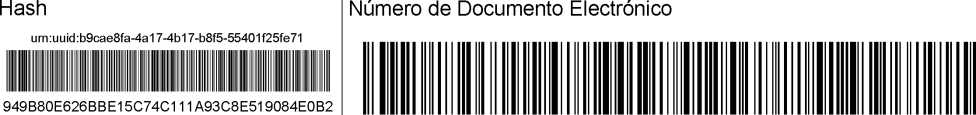 Hash
Número de Documento Electrónico
urn:uuid:b9cae8fa-4a17-4b17-b8f5-55401f25fe71
949B80E626BBE15C74C111A93C8E519084E0B2